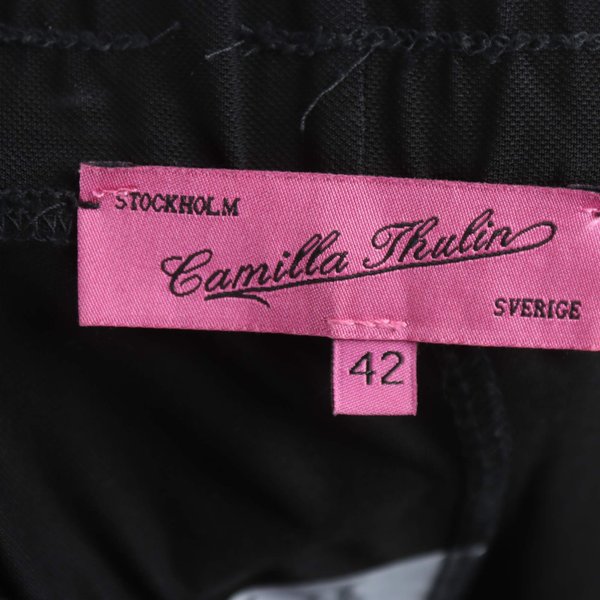 STOCKHOLM
Camilla Thulin
SVERIGE
42